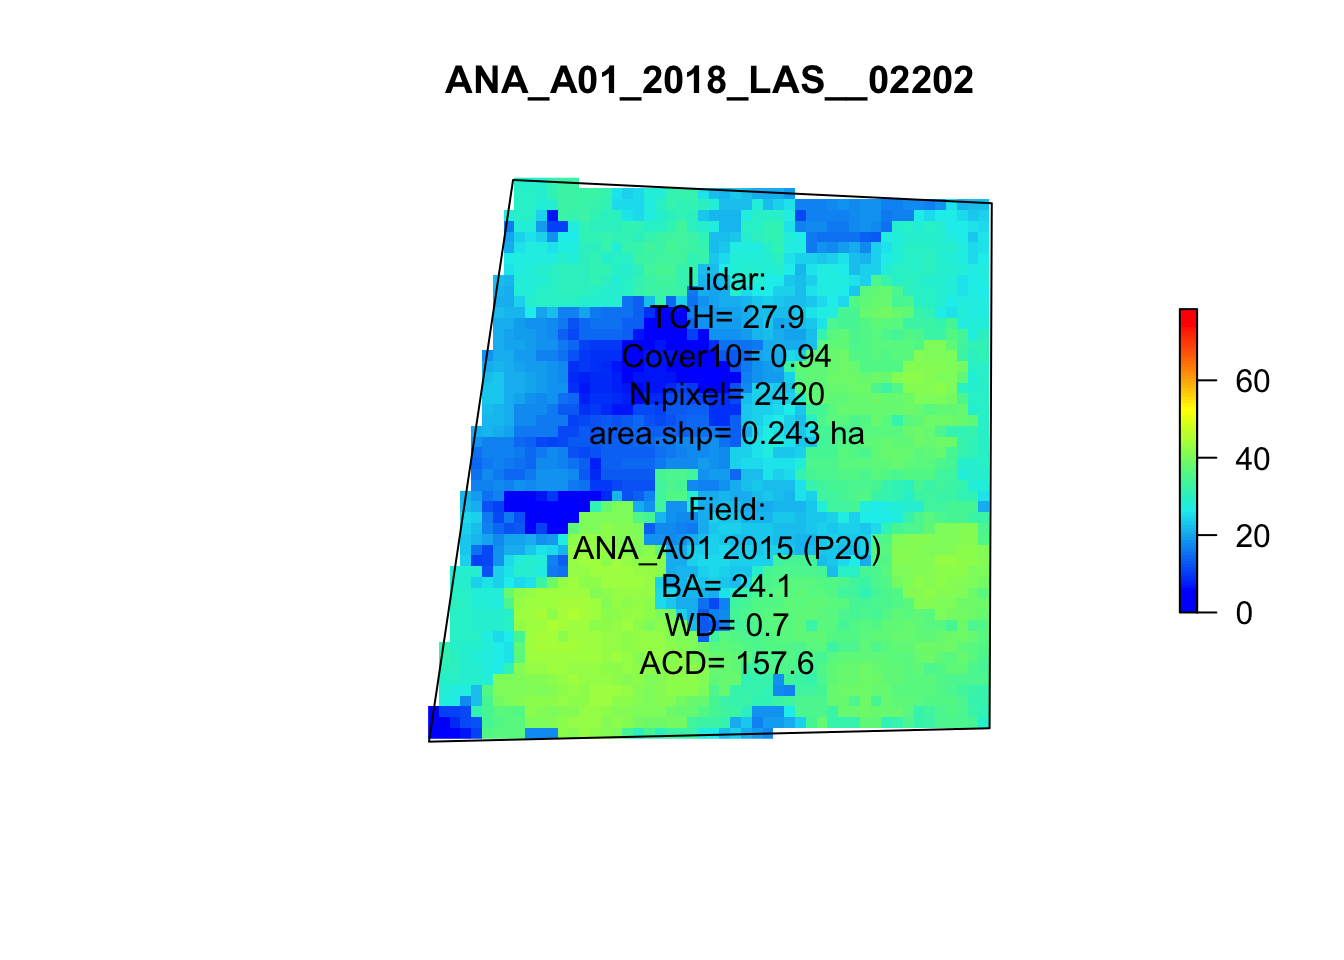 ANA_A01_2018_LAS__02202
Lidar:
TCH= 27.9
Cover10= 0.94
N.pixel= 2420
area.shp= 0.243 ha
Field:
ANA_A01 2015 (P20)
BA= 24.1
WD= 0.7
ACD= 157.6
60
40
20
0